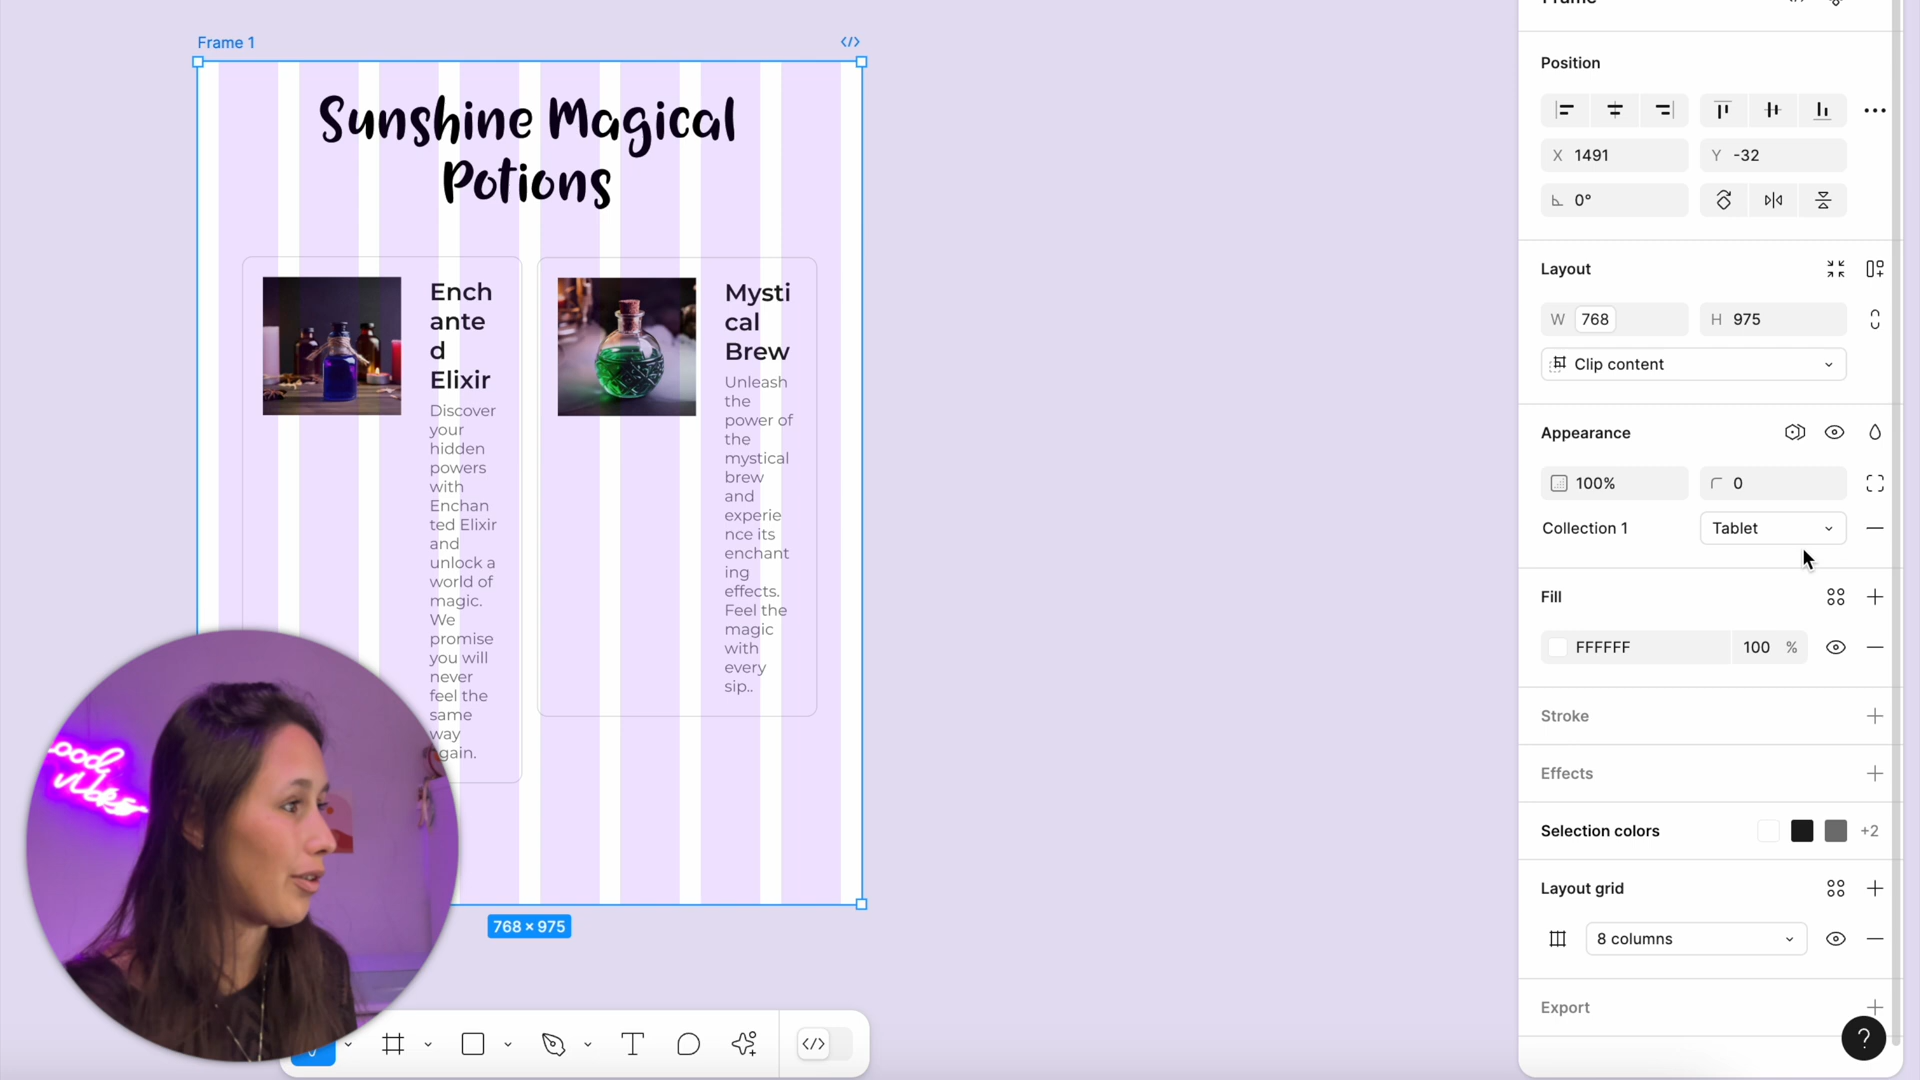 Frame
Frame 1
Sunshine Magical
Potions
Ench
ante
d
Elixir
Discover
your
hidden
powers
with
Enchan
ted Elixir
and
unlock a
world of
magic.
We
promise
you will
never
feel the
same
way
again.
Mysti
cal
Brew
Unleash
the
power of
the
mystical
brew
and
experie
nce its
enchant
ing
effects.
Feel the
magic
with
every
sip..
768 × 975
good
vibes
Position
X 1491
Y -32
0°
Layout
W 768
H 975
Clip content
Appearance
100%
0
Collection 1
Tablet
Fill
FFFFFF
100 %
Stroke
Effects
Selection colors
+2
Layout grid
8 columns
Export
?